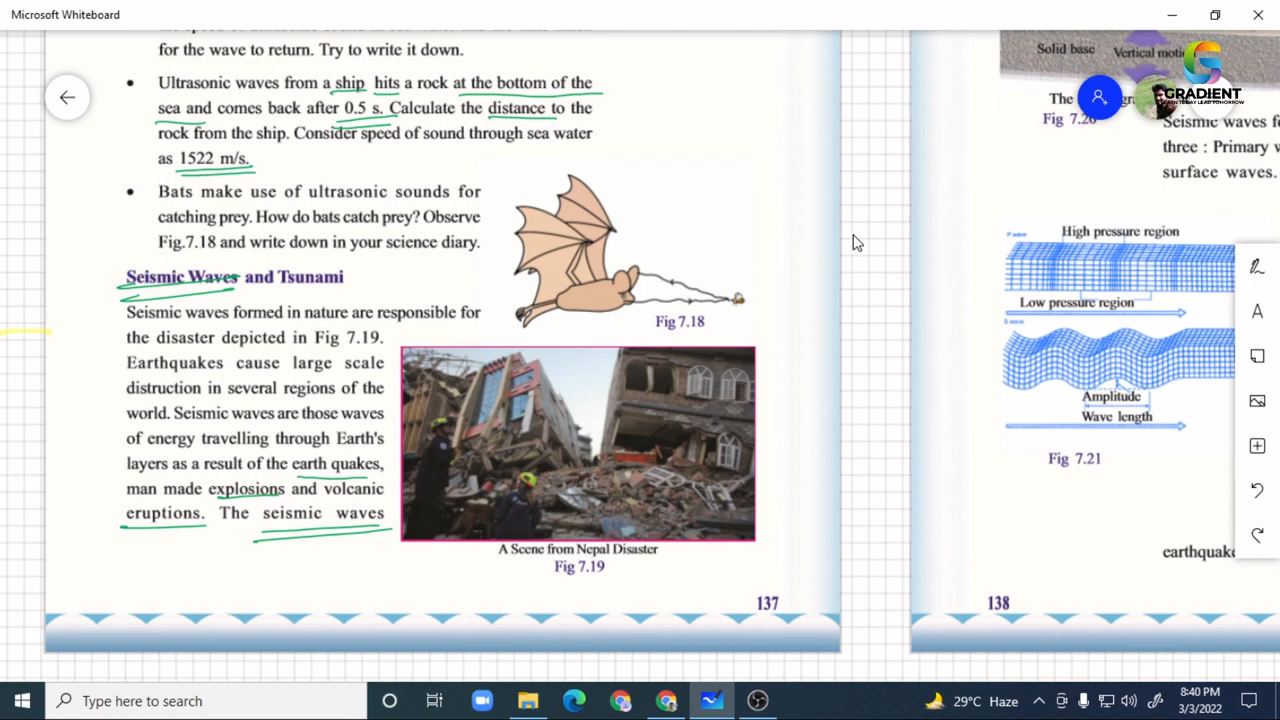 Microsoft Whiteboard
for the wave to return. Try to write it down.
• Ultrasonic waves from a ship hits a rock at the bottom of the
sea and comes back after 0.5 s. Calculate the distance to the
rock from the ship. Consider speed of sound through sea water
as 1522 m/s.
• Bats make use of ultrasonic sounds for
catching prey. How do bats catch prey? Observe
Fig.7.18 and write down in your science diary.
Fig 7.18
Seismic Waves and Tsunami
Seismic waves formed in nature are responsible for
the disaster depicted in Fig 7.19.
Earthquakes cause large scale
distruction in several regions of the
world. Seismic waves are those waves
of energy travelling through Earth's
layers as a result of the earth quakes,
man made explosions and volcanic
eruptions. The seismic waves
A Scene from Nepal Disaster
Fig 7.19
137
Solid base Vertical moti
GRADIENT
LEARN TODAY LEAD TOMORROW
The
Fig 7.20
Seismic waves f
three : Primary w
surface waves.
P wave
High pressure region
Low pressure region
S wave
Amplitude
Wave length
Fig 7.21
earthquake
138
Type here to search
29°C Haze
8:40 PM
3/3/2022